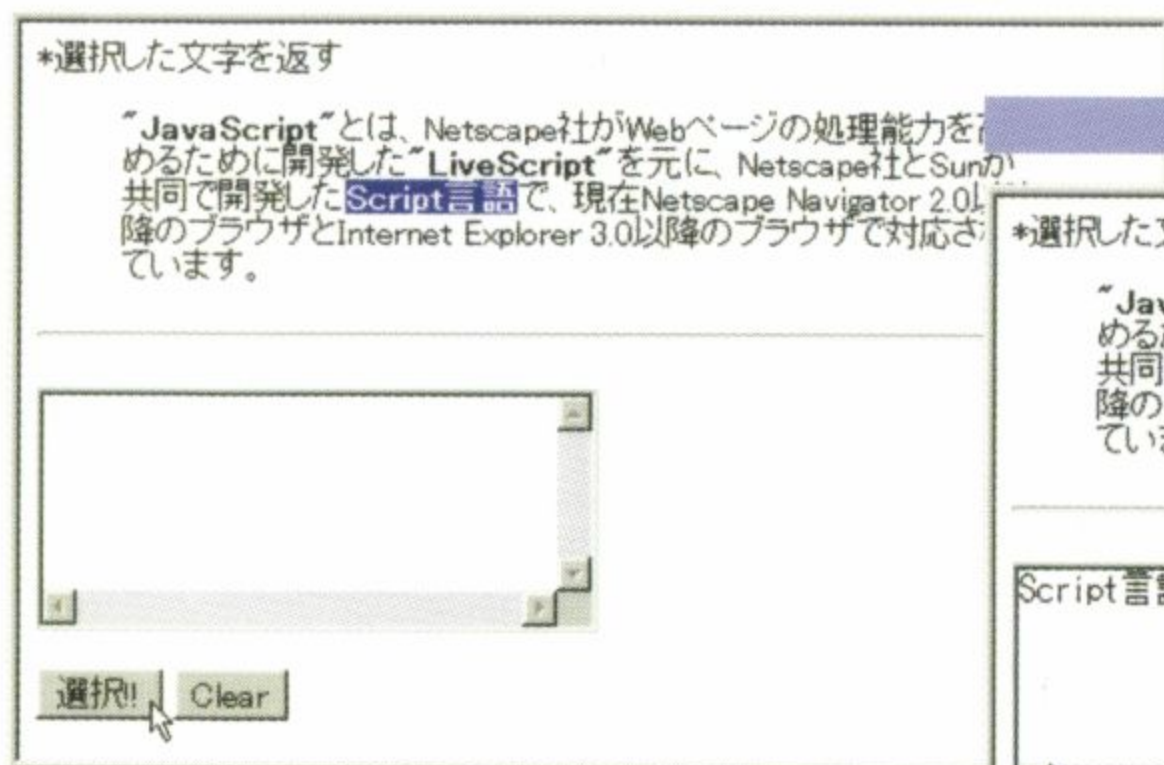 *選択した文字を返す
"JavaScript"とは、Netscape社がWebページの処理能力を
めるために開発した"LiveScript"を元に、Netscape社とSunが
共同で開発したScript言語で、現在Netscape Navigator 2.0以
降のブラウザとInternet Explorer 3.0以降のブラウザで対応さ
ています。
選択!!
Clear
*選択した
"Jav
める
共同
降の
てい
Script言